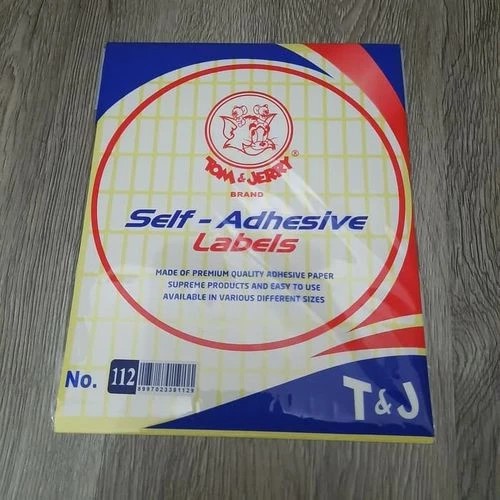 TOM & JERRY ®
BRAND
Self - Adhesive
Labels
MADE OF PREMIUM QUALITY ADHESIVE PAPER
SUPREME PRODUCTS AND EASY TO USE
AVAILABLE IN VARIOUS DIFFERENT SIZES
No. 112
8997023391129
T & J